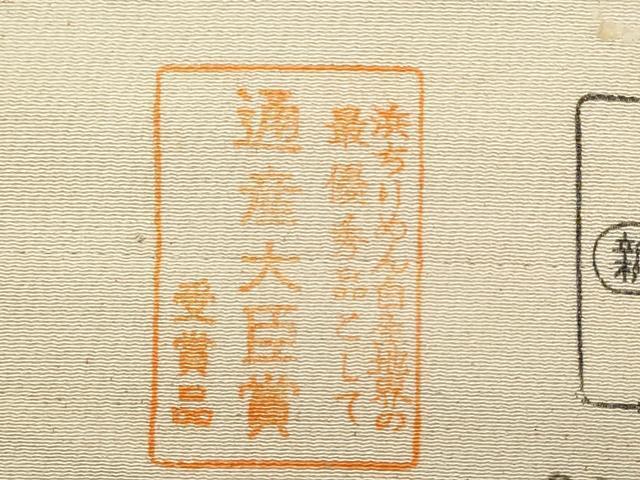 浜ちりめん白生地界の
最優秀品として
通産大臣賞
受賞品